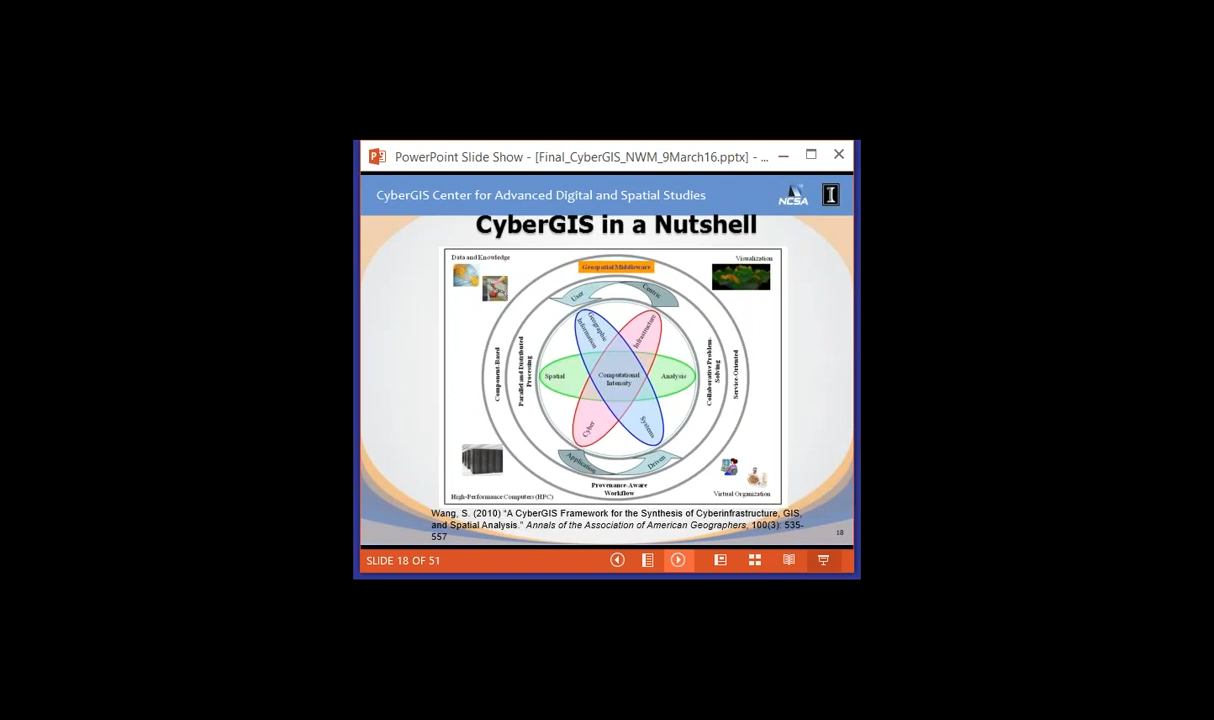 PowerPoint Slide Show - [Final_CyberGIS_NWM_9March16.pptx] - ...
CyberGIS Center for Advanced Digital and Spatial Studies
NCSA
I
CyberGIS in a Nutshell
Data and Knowledge
Visualization
Geospatial Middleware
User
Centric
Geographic
Information
Infrastructure
Component-Based
Parallel and Distributed
Processing
Collaborative Problem-
Solving
Service-Oriented
Spatial
Computational
Intensity
Analysis
Cyber
Systems
Application
Driven
Provenance-Aware
Workflow
High-Performance Computers (HPC)
Virtual Organization
Wang, S. (2010) “A CyberGIS Framework for the Synthesis of Cyberinfrastructure, GIS,
and Spatial Analysis.” Annals of the Association of American Geographers, 100(3): 535-
557
18
SLIDE 18 OF 51